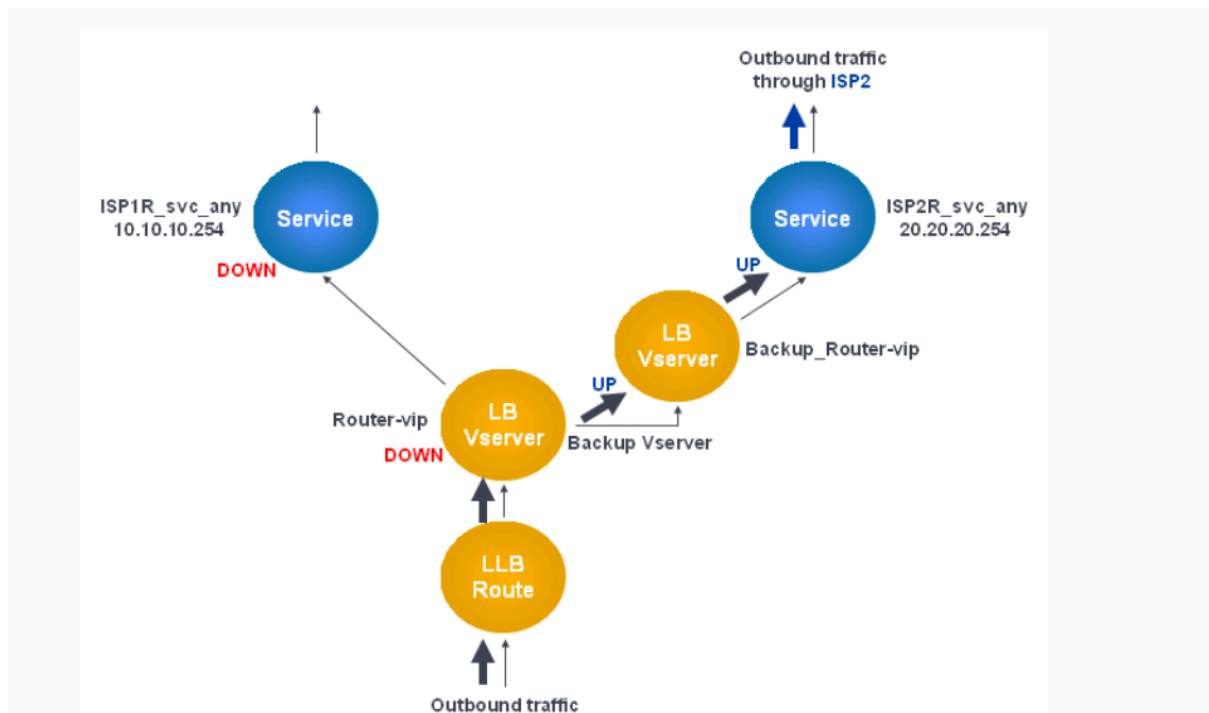 Outbound traffic
through ISP2
ISP1R_svc_any
10.10.10.254
Service
DOWN
Service
ISP2R_svc_any
20.20.20.254
UP
LB
Vserver
Backup_Router-vip
UP
Router-vip
DOWN
LB
Vserver
Backup Vserver
LLB
Route
Outbound traffic